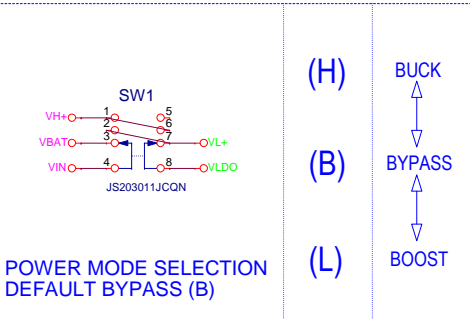 SW1
VH+ 1 5
2 6
VBAT 3 7 VL+
VIN 4 8 VLDO
JS203011JCQN
POWER MODE SELECTION
DEFAULT BYPASS (B)
(H) BUCK
(B) BYPASS
(L) BOOST